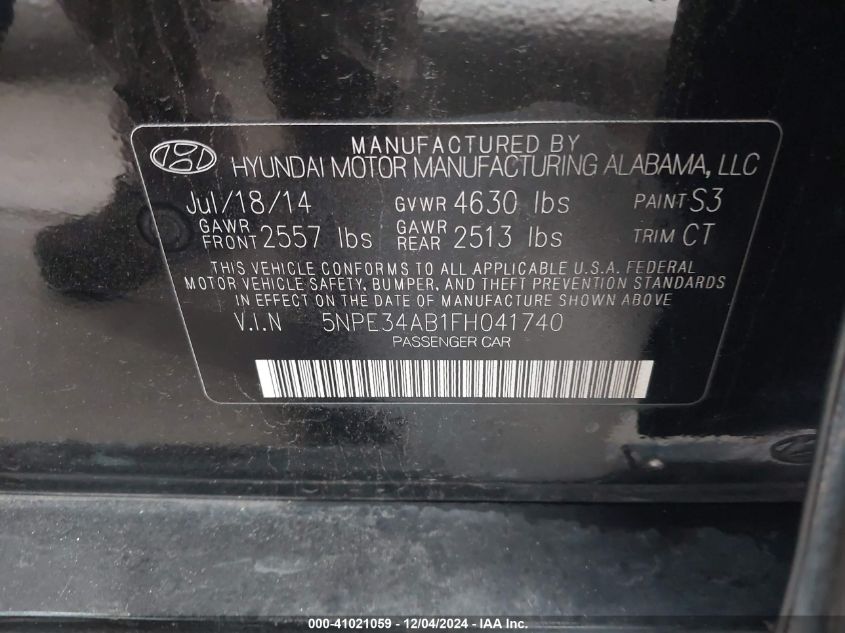 MANUFACTURED BY
HYUNDAI MOTOR MANUFACTURING ALABAMA, LLC
Jul/18/14 GVWR 4630 lbs PAINT S3
GAWR FRONT 2557 lbs GAWR REAR 2513 lbs TRIM CT
THIS VEHICLE CONFORMS TO ALL APPLICABLE U.S.A. FEDERAL
MOTOR VEHICLE SAFETY, BUMPER, AND THEFT PREVENTION STANDARDS
IN EFFECT ON THE DATE OF MANUFACTURE SHOWN ABOVE.
V.I.N 5NPE34AB1FH041740
PASSENGER CAR
000-41021059 - 12/04/2024 - IAA Inc.